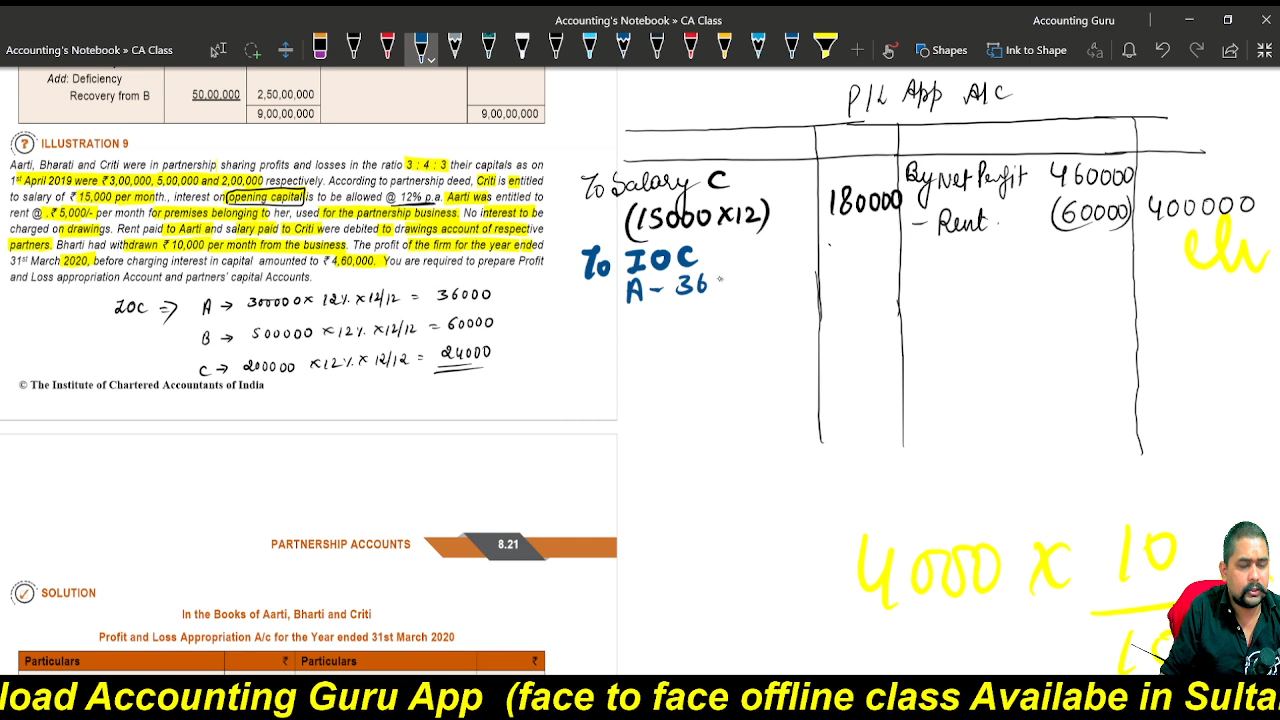 Accounting's Notebook » CA Class
Accounting Guru
Accounting's Notebook » CA Class
Shapes
Ink to Shape
Add: Deficiency
Recovery from B 50,00,000 2,50,00,000
9,00,00,000 9,00,00,000
ILLUSTRATION 9
Aarti, Bharati and Criti were in partnership sharing profits and losses in the ratio 3 : 4 : 3 their capitals as on
1st April 2019 were ₹ 3,00,000, 5,00,000 and 2,00,000 respectively. According to partnership deed, Criti is entitled
to salary of ₹ 15,000 per month., interest on opening capital is to be allowed @ 12% p.a. Aarti was entitled to
rent @ . ₹ 5,000/- per month for premises belonging to her, used for the partnership business. No interest to be
charged on drawings. Rent paid to Aarti and salary paid to Criti were debited to drawings account of respective
partners. Bharti had withdrawn ₹ 10,000 per month from the business. The profit of the firm for the year ended
31st March 2020, before charging interest in capital amounted to ₹ 4,60,000. You are required to prepare Profit
and Loss appropriation Account and partners' capital Accounts.
IOC => A → 300000 x 12% x 12/12 = 36000
B → 500000 x 12% x 12/12 = 60000
C → 200000 x 12% x 12/12 = 24000
© The Institute of Chartered Accountants of India
PARTNERSHIP ACCOUNTS 8.21
SOLUTION
In the Books of Aarti, Bharti and Criti
Profit and Loss Appropriation A/c for the Year ended 31st March 2020
Particulars ₹ Particulars ₹
P/L App A/C
To Salary C
(15000 x 12) 180000
By Net Profit 460000
- Rent. (60000) 400000
To IOC
A - 36
4000 x 10
load Accounting Guru App (face to face offline class Availabe in Sulta